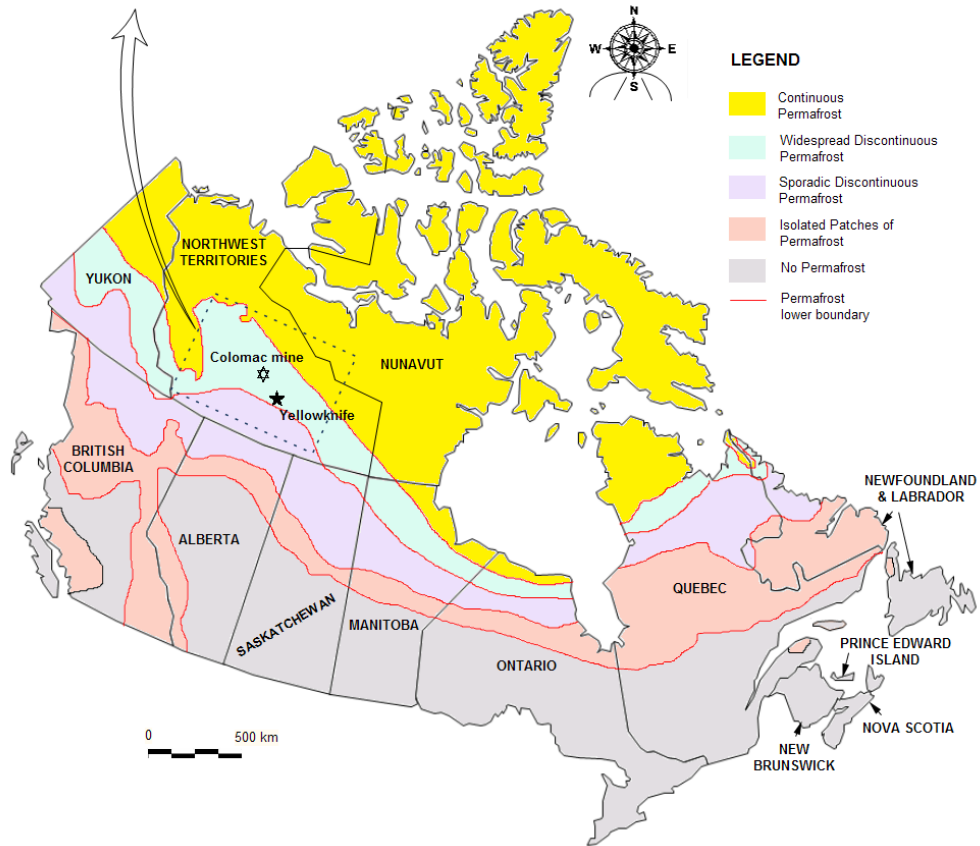 N
W
E
S
LEGEND
Continuous
Permafrost
Widespread Discontinuous
Permafrost
Sporadic Discontinuous
Permafrost
Isolated Patches of
Permafrost
No Permafrost
Permafrost
lower boundary
NORTHWEST
TERRITORIES
YUKON
Colomac mine
NUNAVUT
Yellowknife
BRITISH
COLUMBIA
NEWFOUNDLAND
& LABRADOR
ALBERTA
QUEBEC
SASKATCHEWAN
MANITOBA
PRINCE EDWARD
ISLAND
ONTARIO
NOVA SCOTIA
0 500 km
NEW
BRUNSWICK